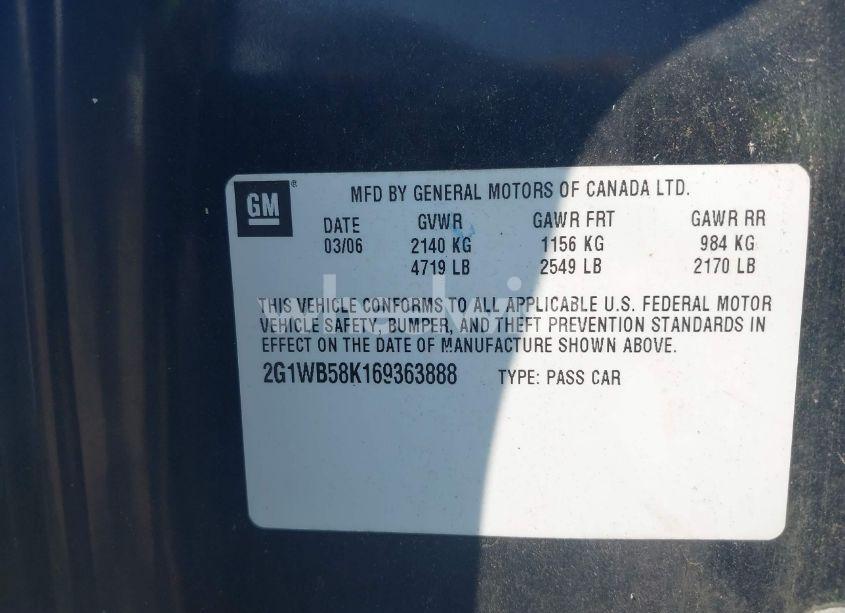 GM
MFD BY GENERAL MOTORS OF CANADA LTD.
DATE GVWR GAWR FRT GAWR RR
03/06 2140 KG 1156 KG 984 KG
4719 LB 2549 LB 2170 LB
THIS VEHICLE CONFORMS TO ALL APPLICABLE U.S. FEDERAL MOTOR
VEHICLE SAFETY, BUMPER, AND THEFT PREVENTION STANDARDS IN
EFFECT ON THE DATE OF MANUFACTURE SHOWN ABOVE.
2G1WB58K169363888 TYPE: PASS CAR